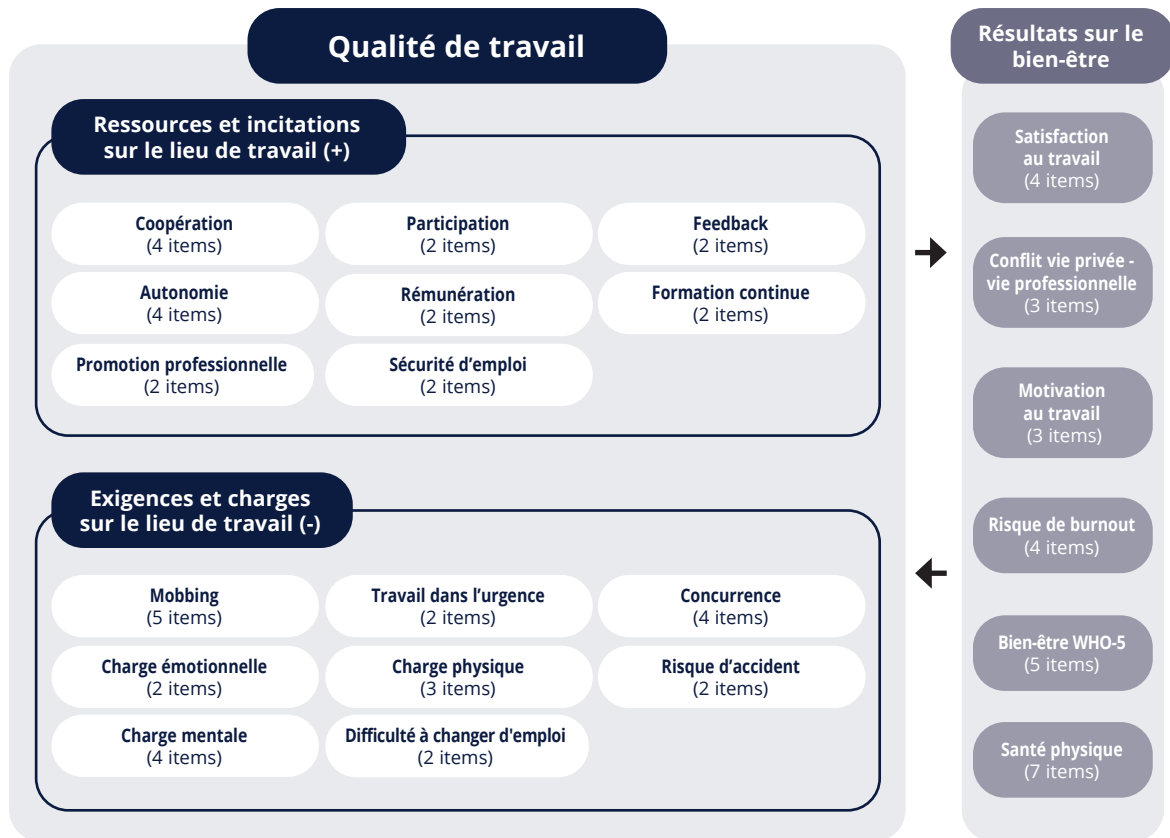 Qualité de travail
Ressources et incitations
sur le lieu de travail (+)
Coopération
(4 items)
Participation
(2 items)
Feedback
(2 items)
Autonomie
(4 items)
Rémunération
(2 items)
Formation continue
(2 items)
Promotion professionnelle
(2 items)
Sécurité d'emploi
(2 items)
Exigences et charges
sur le lieu de travail (-)
Mobbing
(5 items)
Travail dans l'urgence
(2 items)
Concurrence
(4 items)
Charge émotionnelle
(2 items)
Charge physique
(3 items)
Risque d'accident
(2 items)
Charge mentale
(4 items)
Difficulté à changer d'emploi
(2 items)
Résultats sur le
bien-être
Satisfaction
au travail
(4 items)
Conflit vie privée -
vie professionnelle
(3 items)
Motivation
au travail
(3 items)
Risque de burnout
(4 items)
Bien-être WHO-5
(5 items)
Santé physique
(7 items)